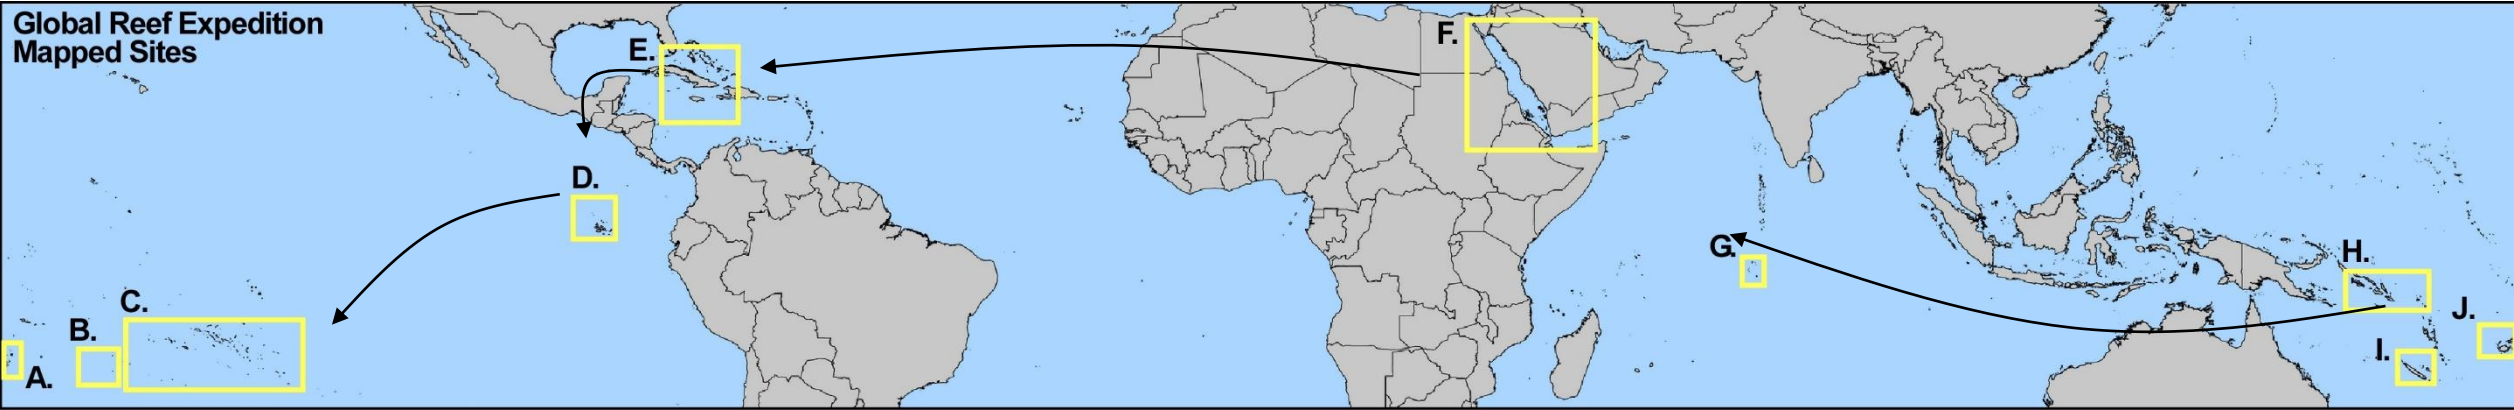 Global Reef Expedition
Mapped Sites
E.
F.
D.
G.
H.
C.
B.
J.
A.
I.